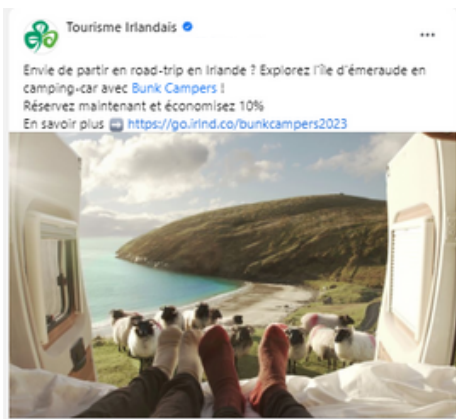 Tourisme Irlandais
Envie de partir en road-trip en Irlande ? Explorez l'île d'émeraude en
camping-car avec Bunk Campers !
Réservez maintenant et économisez 10%
En savoir plus ➡ https://go.irlnd.co/bunkcampers2023